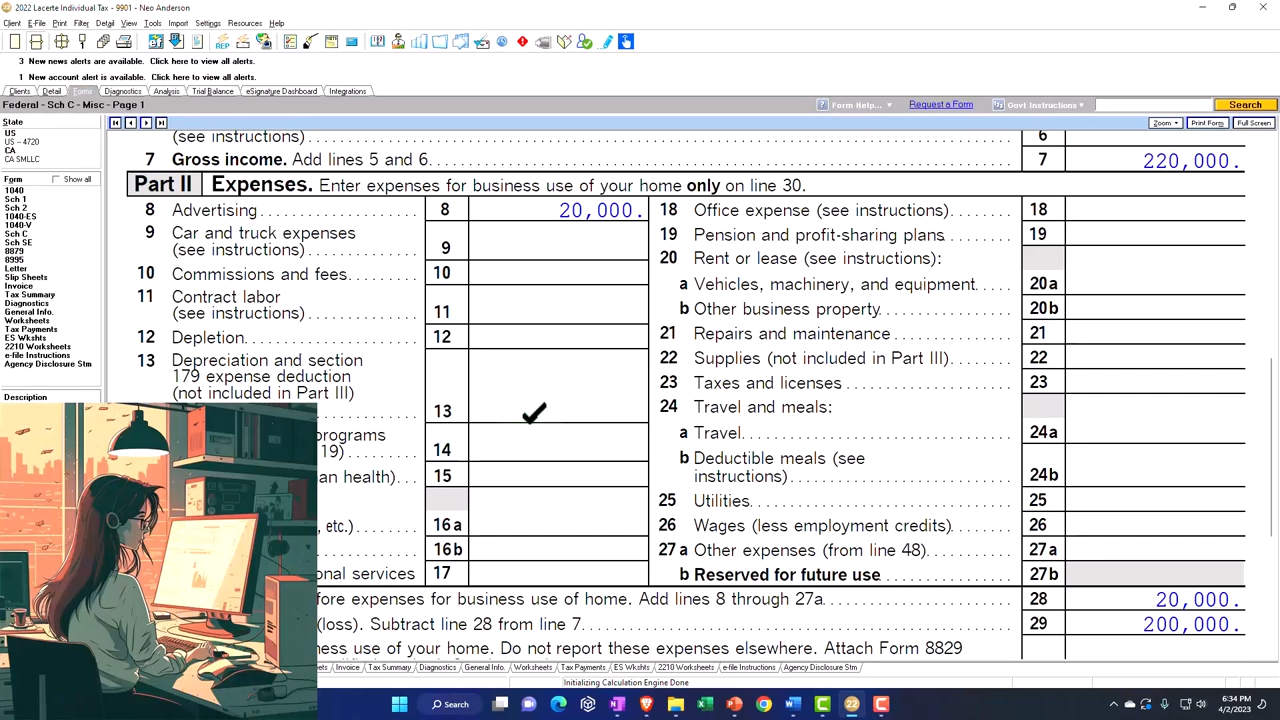 2022 Lacerte Individual Tax - 9901 - Neo Anderson
Client E-File Print Filter Detail View Tools Import Settings Resources Help
REP
3 New news alerts are available. Click here to view all alerts.
1 New account alert is available. Click here to view all alerts.
Clients Detail Forms Diagnostics Analysis Trial Balance eSignature Dashboard Integrations
Federal - Sch C - Misc - Page 1 Form Help... Request a Form Govt Instructions Search
State Zoom Print Form Full Screen
US
US - 4720
CA
CA SMLLC
Form Show all
1040
Sch 1
Sch 2
1040-ES
1040-V
Sch C
Sch SE
8879
8995
Letter
Slip Sheets
Invoice
Tax Summary
Diagnostics
General Info.
Worksheets
Tax Payments
ES Wkshts
2210 Worksheets
e-file Instructions
Agency Disclosure Stm
Description
(see instructions) 6
7 Gross income. Add lines 5 and 6 7 220,000.
Part II Expenses. Enter expenses for business use of your home only on line 30.
8 Advertising 8 20,000.
9 Car and truck expenses
(see instructions) 9
10 Commissions and fees 10
11 Contract labor
(see instructions) 11
12 Depletion 12
13 Depreciation and section
179 expense deduction
(not included in Part III)
13
programs
19) 14
an health) 15
16a
etc.) 16b
onal services 17
18 Office expense (see instructions) 18
19 Pension and profit-sharing plans 19
20 Rent or lease (see instructions):
a Vehicles, machinery, and equipment 20a
b Other business property 20b
21 Repairs and maintenance 21
22 Supplies (not included in Part III) 22
23 Taxes and licenses 23
24 Travel and meals:
a Travel 24a
b Deductible meals (see
instructions) 24b
25 Utilities 25
26 Wages (less employment credits) 26
27a Other expenses (from line 48) 27a
b Reserved for future use 27b
fore expenses for business use of home. Add lines 8 through 27a 28 20,000.
(loss). Subtract line 28 from line 7 29 200,000.
ness use of your home. Do not report these expenses elsewhere. Attach Form 8829
Invoice Tax Summary Diagnostics General Info. Worksheets Tax Payments ES Wkshts 2210 Worksheets e-file Instructions Agency Disclosure Stm
Initializing Calculation Engine Done
Search
22
6:34 PM
4/2/2023